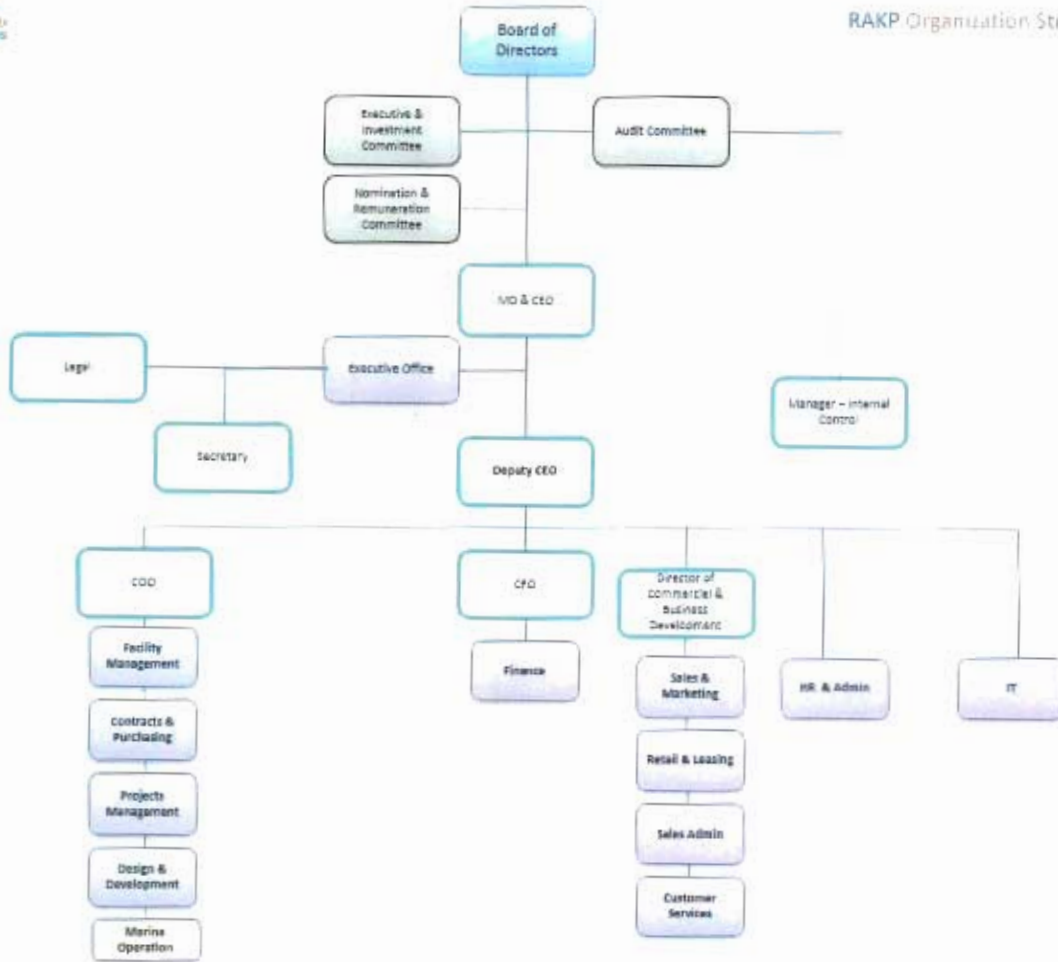 RAKP Organization
Board of
Directors
Executive &
Investment
Committee
Audit Committee
Nomination &
Remuneration
Committee
MD & CEO
Legal
Executive Office
Manager – Internal
Control
Secretary
Deputy CEO
COO
CFO
Director of
Commercial &
Business
Development
Facility
Management
Finance
Sales &
Marketing
HR & Admin
IT
Contracts &
Purchasing
Retail & Leasing
Projects
Management
Sales Admin
Design &
Development
Customer
Services
Marine
Operation